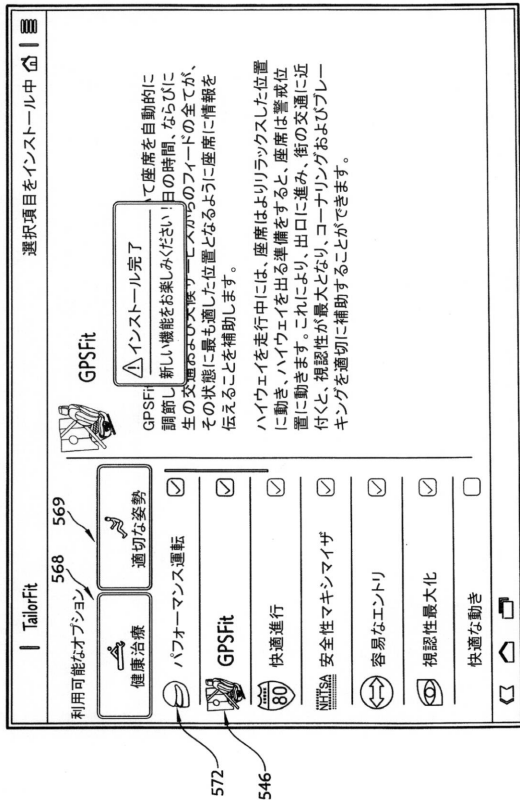 TailorFit
選択項目をインストール中
利用可能なオプション
568
569
健康治療
適切な姿勢
572
パフォーマンス運転
546
GPSFit
80
快適進行
NHTSA
安全性マキシマイザ
容易なエントリ
視認性最大化
快適な動き
GPSFit
GPSFi
て座席を自動的に
調節し
日の時間、ならびに
生の交通および天候サービスからのフィードの全てが、
その状態に最も適した位置となるように座席に情報を
伝えることを補助します。
インストール完了
新しい機能をお楽しみください!
ハイウェイを走行中には、座席はよりリラックスした位置
に動き、ハイウェイを出る準備をすると、座席は警戒位
置に動きます。これにより、出口に進み、街の交通に近
付くと、視認性が最大となり、コーナリングおよびブレー
キングを適切に補助することができます。